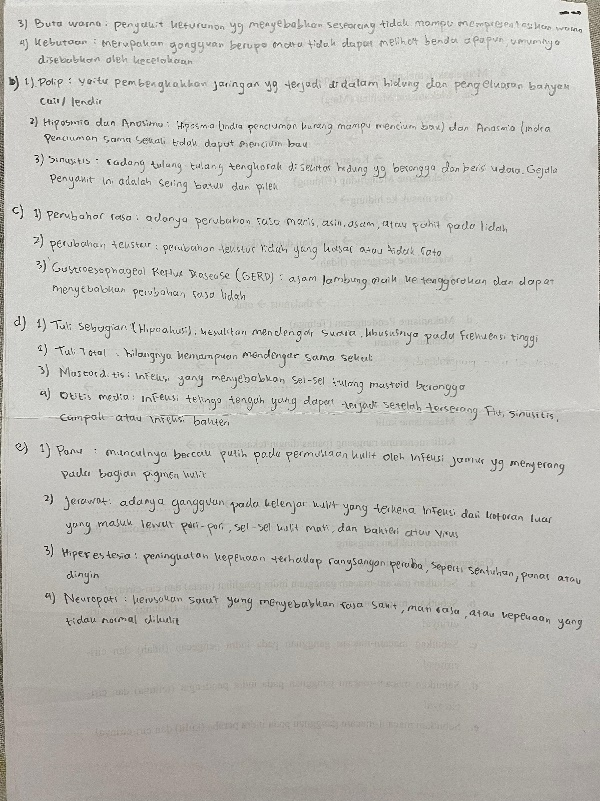 3) Buta warna : penyakit keturunan yg menyebabkan seseorang tidak mampu mempresentasikan warna
4) Kebutaan : merupakan gangguan berupa mata tidak dapat melihat benda apapun, umumnya
disebabkan oleh kecelakaan
b) 1) Polip : yaitu pembengkakkan jaringan yg terjadi didalam hidung dan pengeluaran banyak
cair/lendir
2) Hiposmia dan Anosmia : Hiposmia (indra penciuman kurang mampu mencium bau) dan Anosmia (indra
Penciuman sama sekali tidak dapat mencium bau
3) Sinusitis : radang tulang tulang tengkorak disekitar hidung yg berongga dan berisi udara. Gejala
Penyakit ini adalah sering batuk dan pilek
c) 1) Perubahan rasa : adanya perubahan rasa manis, asin, asam, atau pahit pada lidah
2) perubahan tekstur : perubahan tekstur lidah yang kasar atau tidak rata
3) Gastroesophageal Reflux Disease (GERD) : asam lambung naik ke tenggorokan dan dapat
menyebabkan perubahan rasa lidah
d) 1) Tuli Sebagian (Hipoakusis), kesulitan mendengar suara, khususnya pada frekuensi tinggi
2) Tuli Total : hilangnya kemampuan mendengar sama sekali
3) Mastorditis : infeksi yang menyebabkan sel-sel tulang mastoid berongga
4) Otitis media : infeksi telinga tengah yang dapat terjadi setelah terserang Flu, sinusitis,
campak atau infeksi bakteri
e) 1) Panu : munculnya bercak putih pada permukaan kulit oleh infeksi jamur yg menyerang
pada bagian pigmen kulit
2) Jerawat : adanya gangguan pada kelenjar kulit yang terkena infeksi dari kotoran luar
yang masuk lewat pori-pori, sel-sel kulit mati, dan bakteri atau virus
3) Hiperestesia : peningkatan kepekaan terhadap rangsangan peraba, seperti sentuhan, panas atau
dingin
4) Neuropati : kerusakan saraf yang menyebabkan rasa sakit, mati rasa, atau kepekaan yang
tidak normal dikulit